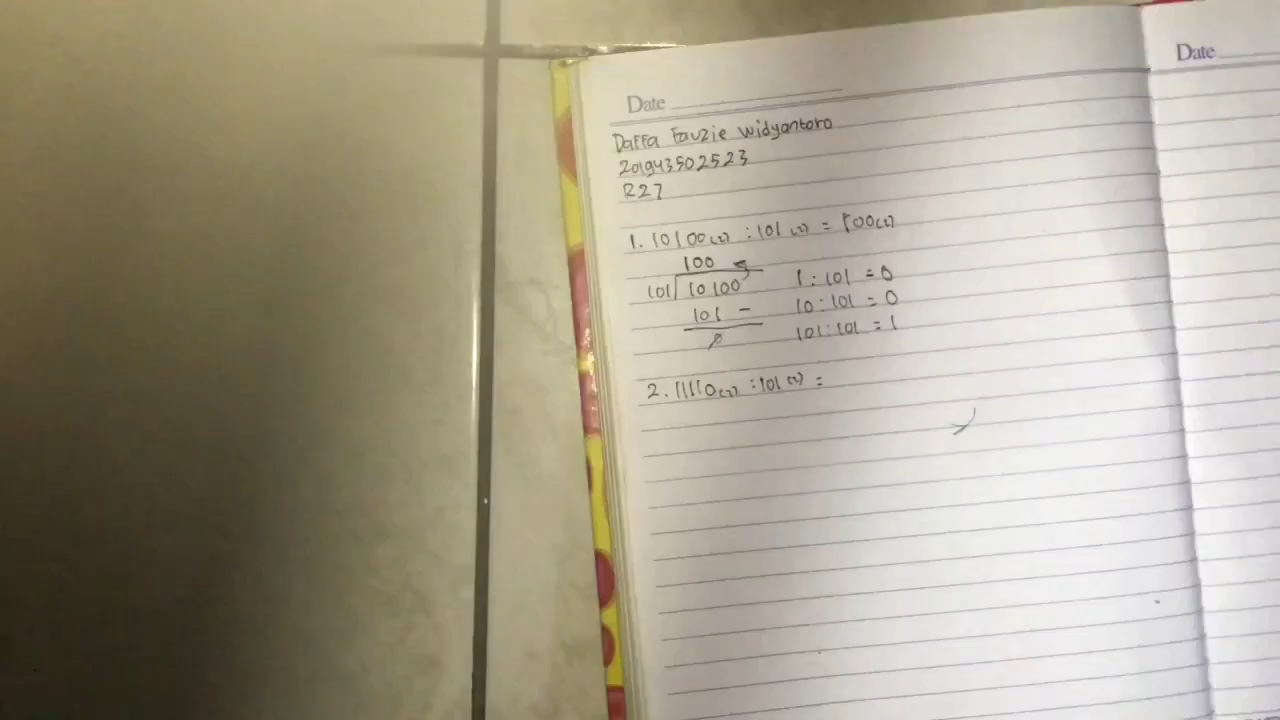 Date
Date
Daffa Fauzie Widyantoro
201943502523
R27
1. 10100(2) : 101(2) = 100(2)
100
101 10100 1 : 101 = 0
101 - 10 : 101 = 0
0 101 : 101 = 1
2. 11110(2) : 101(2) =